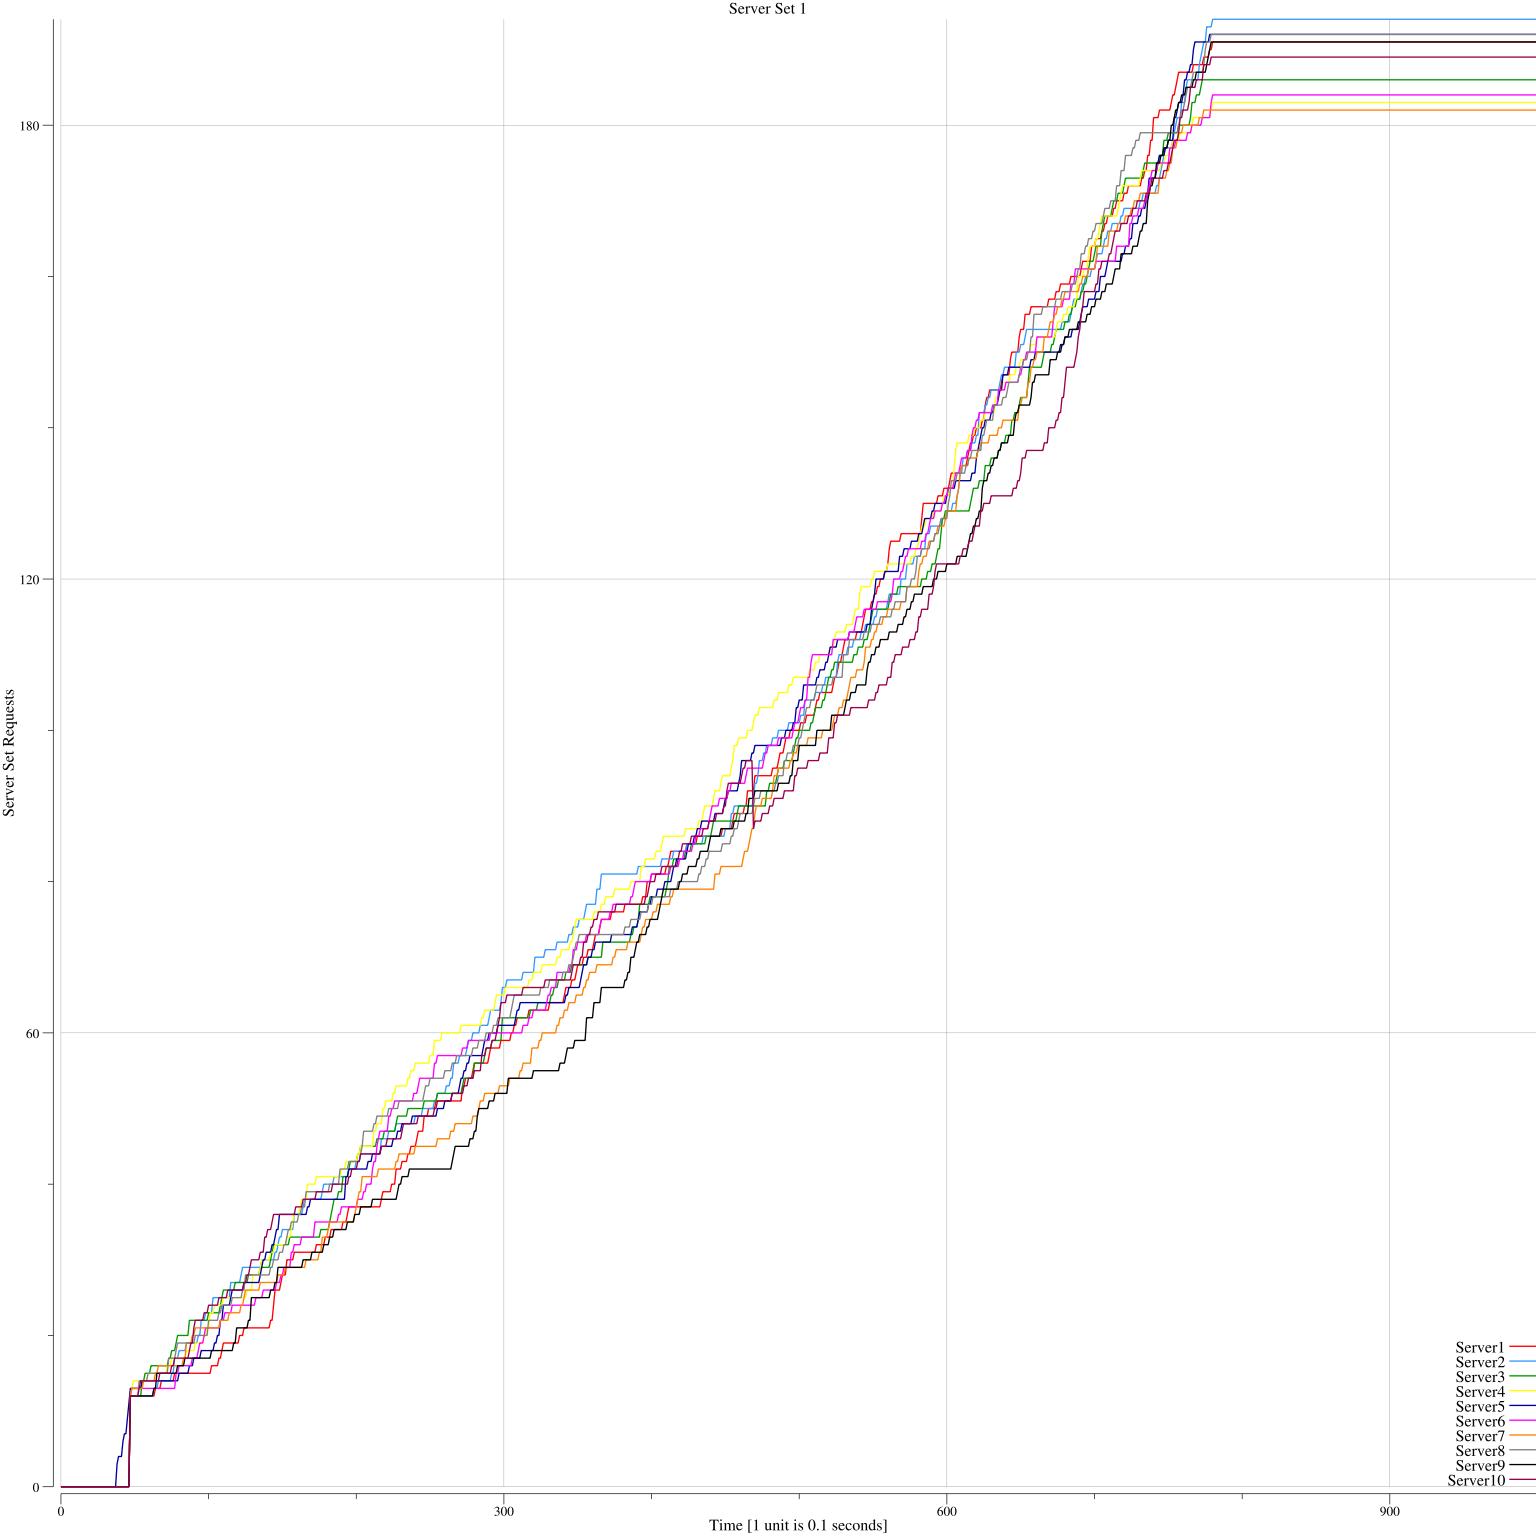 Server Set 1
180
120
60
0
Server Set Requests
0 300 600 900
Time [1 unit is 0.1 seconds]
Server1
Server2
Server3
Server4
Server5
Server6
Server7
Server8
Server9
Server10